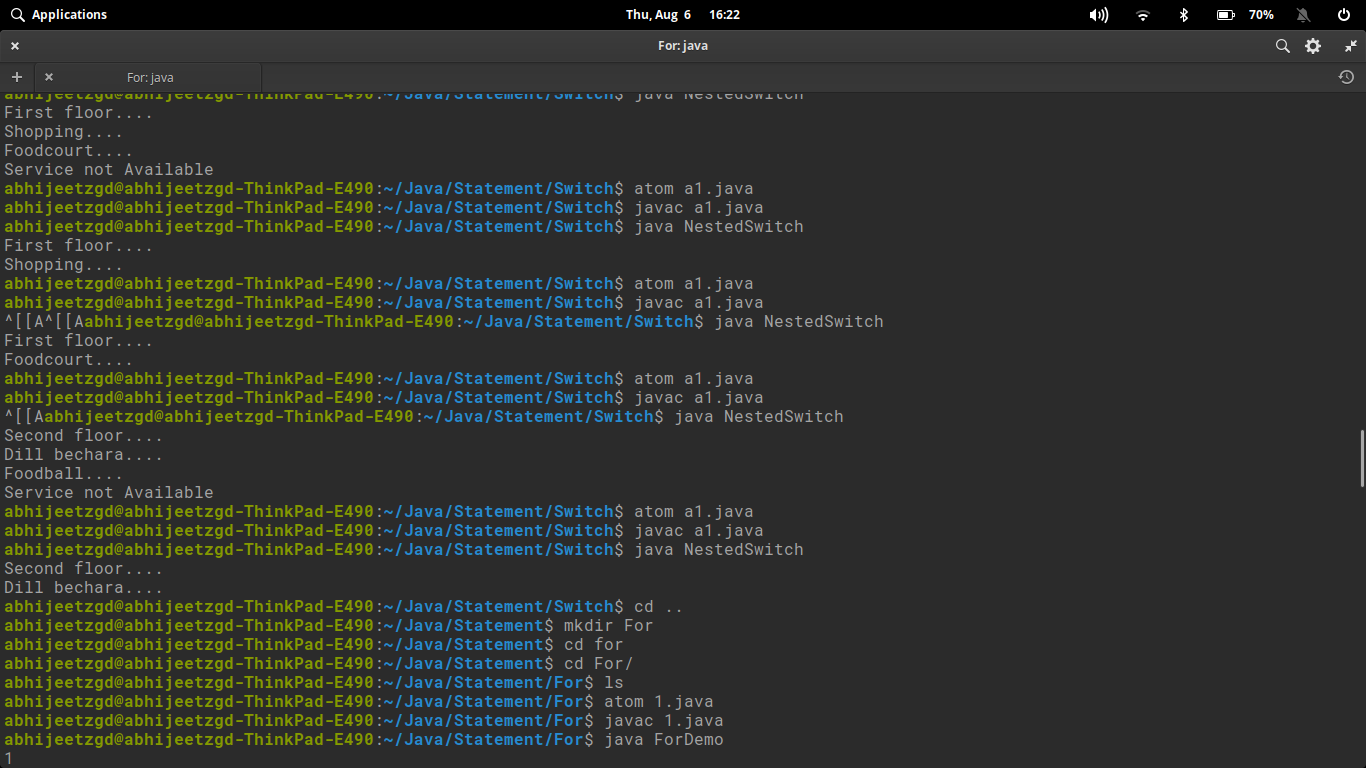 Applications
Thu, Aug 6 16:22
70%
For: java
For: java
abhijeetzgd@abhijeetzgd-ThinkPad-E490:~/Java/Statement/Switch$ java NestedSwitch
First floor....
Shopping....
Foodcourt....
Service not Available
abhijeetzgd@abhijeetzgd-ThinkPad-E490:~/Java/Statement/Switch$ atom a1.java
abhijeetzgd@abhijeetzgd-ThinkPad-E490:~/Java/Statement/Switch$ javac a1.java
abhijeetzgd@abhijeetzgd-ThinkPad-E490:~/Java/Statement/Switch$ java NestedSwitch
First floor....
Shopping....
abhijeetzgd@abhijeetzgd-ThinkPad-E490:~/Java/Statement/Switch$ atom a1.java
abhijeetzgd@abhijeetzgd-ThinkPad-E490:~/Java/Statement/Switch$ javac a1.java
^[[A^[[Aabhijeetzgd@abhijeetzgd-ThinkPad-E490:~/Java/Statement/Switch$ java NestedSwitch
First floor....
Foodcourt....
abhijeetzgd@abhijeetzgd-ThinkPad-E490:~/Java/Statement/Switch$ atom a1.java
abhijeetzgd@abhijeetzgd-ThinkPad-E490:~/Java/Statement/Switch$ javac a1.java
^[[Aabhijeetzgd@abhijeetzgd-ThinkPad-E490:~/Java/Statement/Switch$ java NestedSwitch
Second floor....
Dill bechara....
Foodball....
Service not Available
abhijeetzgd@abhijeetzgd-ThinkPad-E490:~/Java/Statement/Switch$ atom a1.java
abhijeetzgd@abhijeetzgd-ThinkPad-E490:~/Java/Statement/Switch$ javac a1.java
abhijeetzgd@abhijeetzgd-ThinkPad-E490:~/Java/Statement/Switch$ java NestedSwitch
Second floor....
Dill bechara....
abhijeetzgd@abhijeetzgd-ThinkPad-E490:~/Java/Statement/Switch$ cd ..
abhijeetzgd@abhijeetzgd-ThinkPad-E490:~/Java/Statement$ mkdir For
abhijeetzgd@abhijeetzgd-ThinkPad-E490:~/Java/Statement$ cd for
abhijeetzgd@abhijeetzgd-ThinkPad-E490:~/Java/Statement$ cd For/
abhijeetzgd@abhijeetzgd-ThinkPad-E490:~/Java/Statement/For$ ls
abhijeetzgd@abhijeetzgd-ThinkPad-E490:~/Java/Statement/For$ atom 1.java
abhijeetzgd@abhijeetzgd-ThinkPad-E490:~/Java/Statement/For$ javac 1.java
abhijeetzgd@abhijeetzgd-ThinkPad-E490:~/Java/Statement/For$ java ForDemo
1